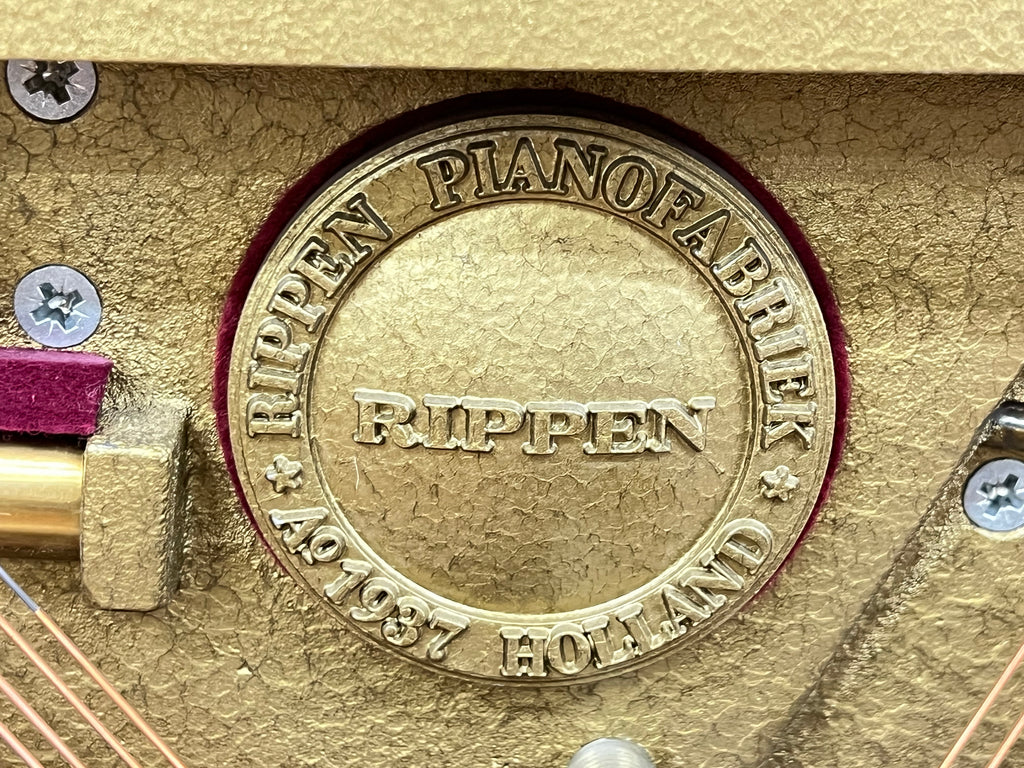 RIPPEN PIANOFABRIEK
RIPPEN
Ao 1937 HOLLAND